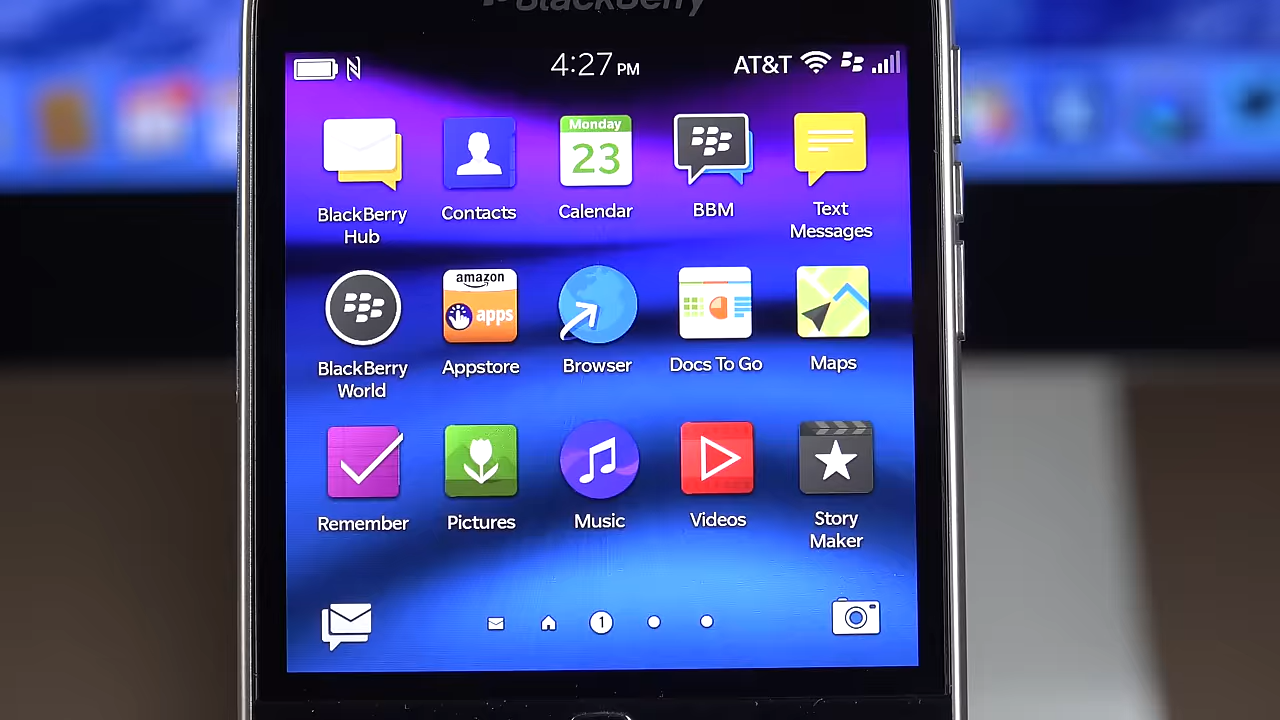 BlackBerry
4:27 PM
AT&T
Monday
23
BlackBerry
Hub
Contacts
Calendar
BBM
Text
Messages
amazon
apps
BlackBerry
World
Appstore
Browser
Docs To Go
Maps
Remember
Pictures
Music
Videos
Story
Maker
1